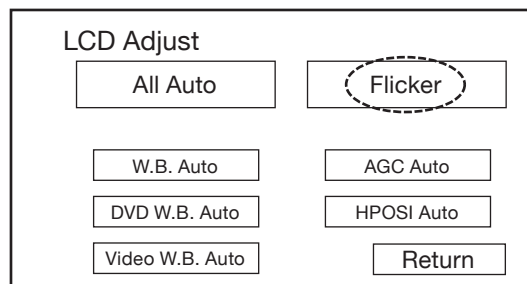 LCD Adjust
All Auto Flicker
W.B. Auto AGC Auto
DVD W.B. Auto HPOSI Auto
Video W.B. Auto Return